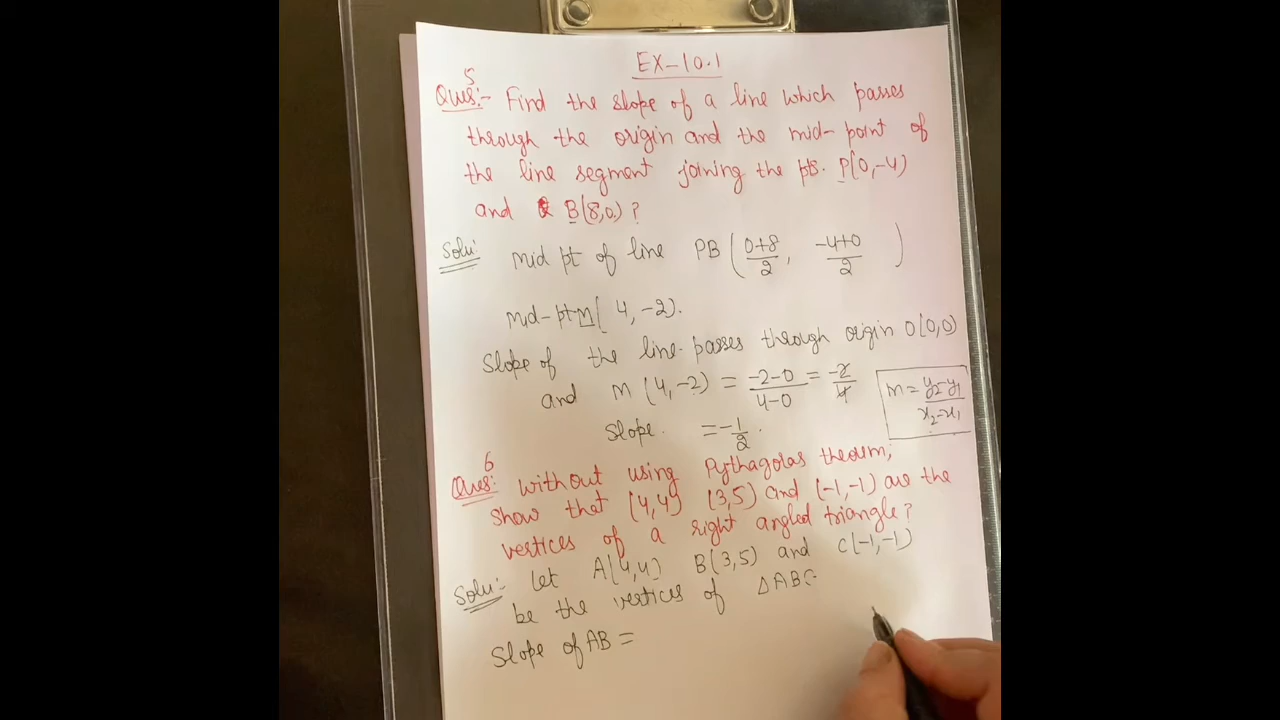 EX-10.1
5
Ques:- Find the slope of a line which passes
through the origin and the mid-point of
the line segment joining the pts. P(0,-4)
and B(8,0)?
Solu: Mid pt of line PB (0+8/2, -4+0/2)
Mid-pt M( 4, -2).
Slope of the line passes through origin O(0,0)
and M (4,-2) = -2-0/4-0 = -2/4
m = y2-y1/x2-x1
Slope. = -1/2.
6
Ques: Without using Pythagoras theorem,
show that (4,4) (3,5) and (-1,-1) are the
vertices of a right angled triangle?
Solu:- Let A(4,4) B(3,5) and C(-1,-1)
be the vertices of ΔABC
Slope of AB =